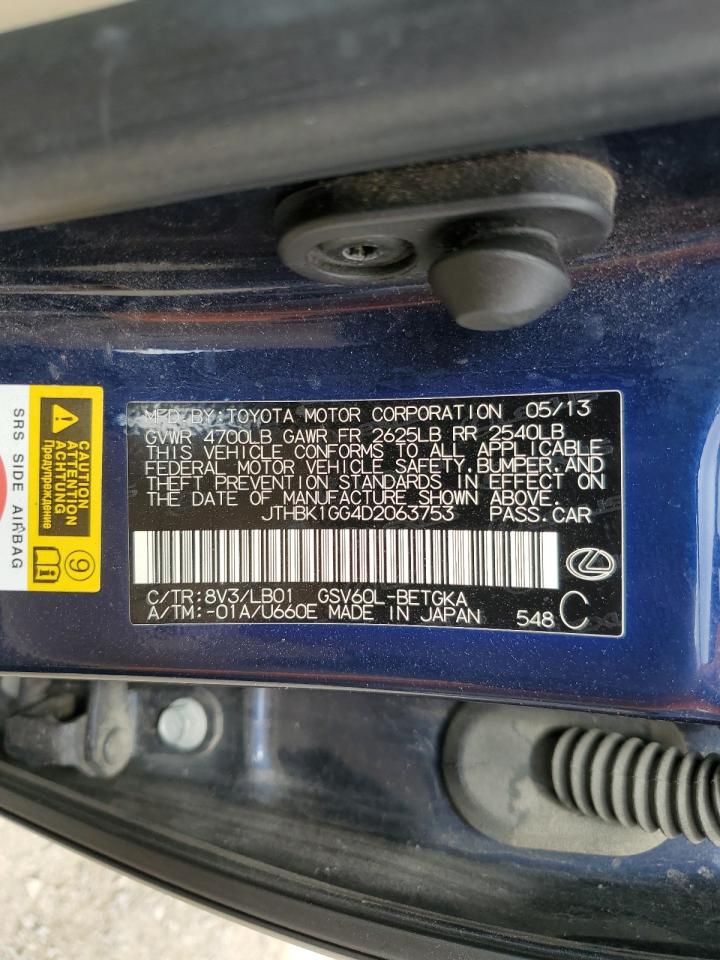 MFD BY: TOYOTA MOTOR CORPORATION 05/13
GVWR 4700LB GAWR FR 2625LB RR 2540LB
THIS VEHICLE CONFORMS TO ALL APPLICABLE
FEDERAL MOTOR VEHICLE SAFETY,BUMPER,AND
THEFT PREVENTION STANDARDS IN EFFECT ON
THE DATE OF MANUFACTURE SHOWN ABOVE.
JTHBK1GG4D2063753 PASS.CAR
C/TR:8V3/LB01 GSV60L-BETGKA
A/TM:-01A/U660E MADE IN JAPAN 548 C
CAUTION
ATTENTION
ACHTUNG
Предупреждение
9
SRS SIDE AIRBAG